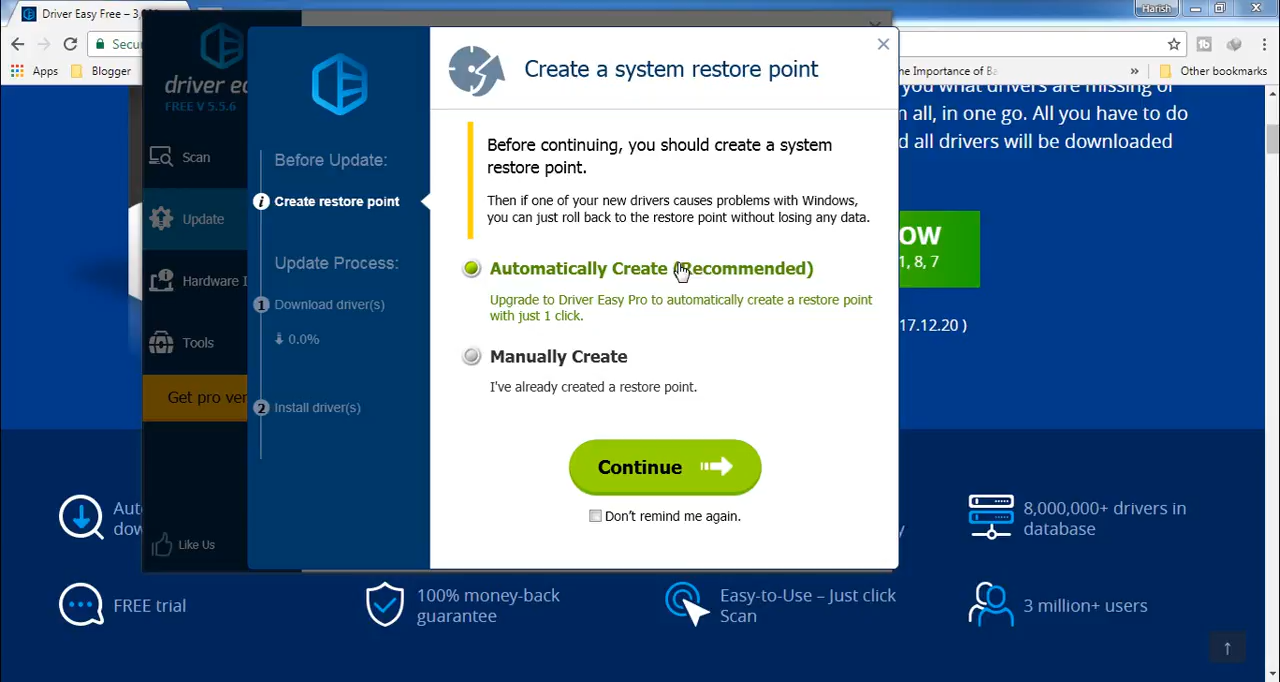 Driver Easy Free – 3,0
Harish
Secu
Apps
Blogger
he Importance of Ba
»
Other bookmarks
driver ea
FREE V 5.5.6
Scan
Update
Hardware I
Tools
Get pro ver
Like Us
Before Update:
i Create restore point
Update Process:
1 Download driver(s)
0.0%
2 Install driver(s)
Create a system restore point
Before continuing, you should create a system
restore point.
Then if one of your new drivers causes problems with Windows,
you can just roll back to the restore point without losing any data.
Automatically Create (Recommended)
Upgrade to Driver Easy Pro to automatically create a restore point
with just 1 click.
Manually Create
I've already created a restore point.
Continue
Don't remind me again.
you what drivers are missing or
m all, in one go. All you have to do
d all drivers will be downloaded
OW
1, 8, 7
17.12.20 )
Aut
dow
y
8,000,000+ drivers in
database
FREE trial
100% money-back
guarantee
Easy-to-Use – Just click
Scan
3 million+ users